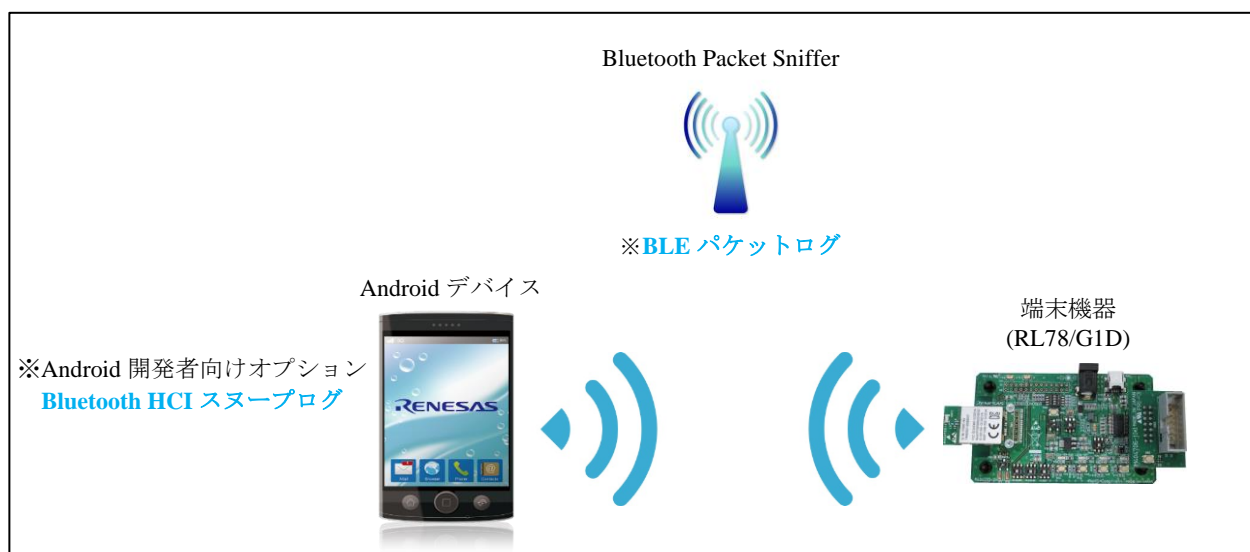 Bluetooth Packet Sniffer
※BLE パケットログ
Android デバイス
※Android 開発者向けオプション
Bluetooth HCI スヌープログ
RENESAS
端末機器
(RL78/G1D)